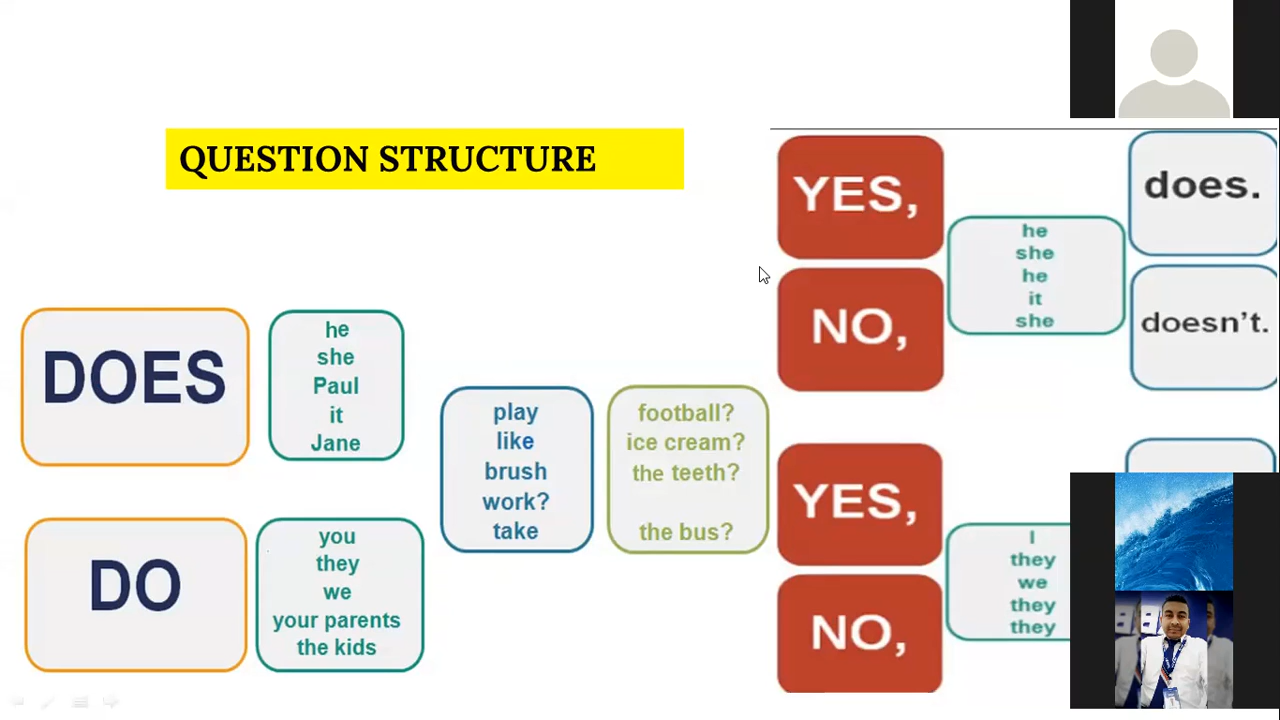 QUESTION STRUCTURE
DOES
he
she
Paul
it
Jane
DO
you
they
we
your parents
the kids
play
like
brush
work?
take
football?
ice cream?
the teeth?
the bus?
YES,
NO,
he
she
he
it
she
does.
doesn't.
YES,
NO,
I
they
we
they
they